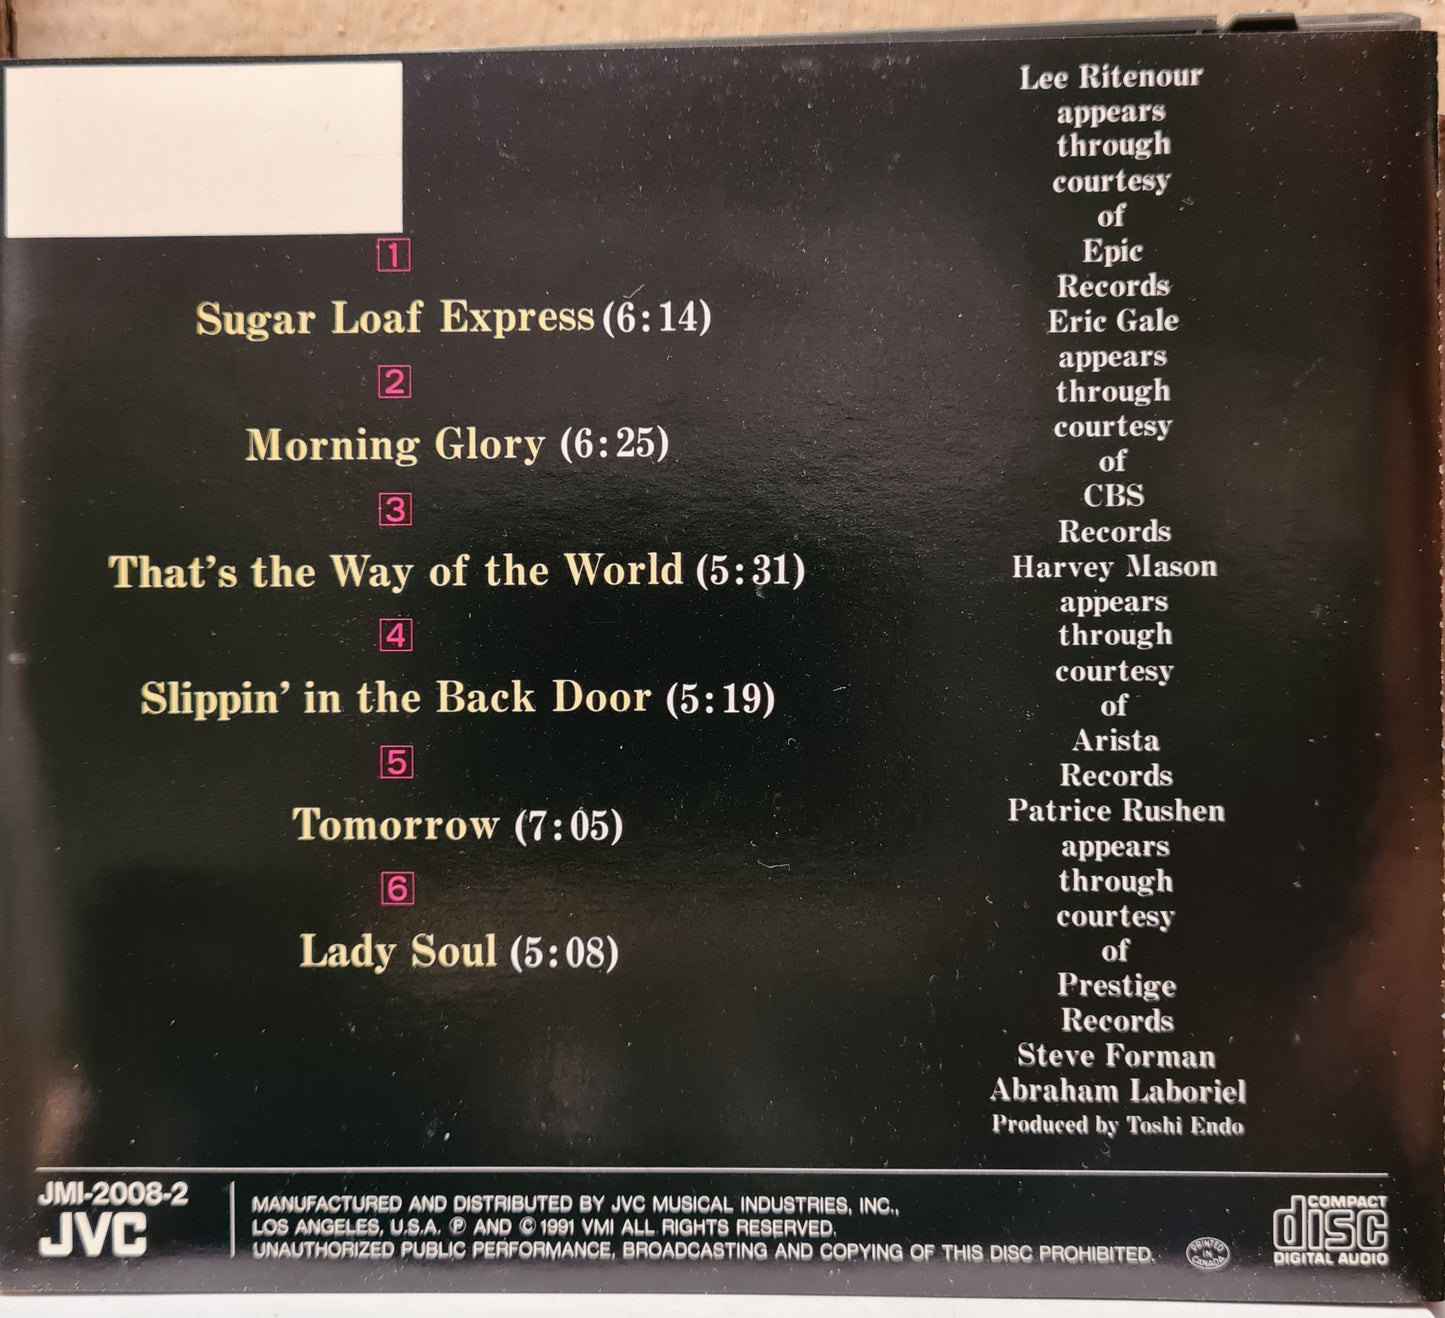 1
Sugar Loaf Express (6:14)
2
Morning Glory (6:25)
3
That's the Way of the World (5:31)
4
Slippin' in the Back Door (5:19)
5
Tomorrow (7:05)
6
Lady Soul (5:08)
Lee Ritenour
appears
through
courtesy
of
Epic
Records
Eric Gale
appears
through
courtesy
of
CBS
Records
Harvey Mason
appears
through
courtesy
of
Arista
Records
Patrice Rushen
appears
through
courtesy
of
Prestige
Records
Steve Forman
Abraham Laboriel
Produced by Toshi Endo
JMI-2008-2
JVC
MANUFACTURED AND DISTRIBUTED BY JVC MUSICAL INDUSTRIES, INC.,
LOS ANGELES, U.S.A. ℗ AND © 1991 VMI ALL RIGHTS RESERVED.
UNAUTHORIZED PUBLIC PERFORMANCE, BROADCASTING AND COPYING OF THIS DISC PROHIBITED.
PRINTED
IN
CANADA
COMPACT
disc
DIGITAL AUDIO